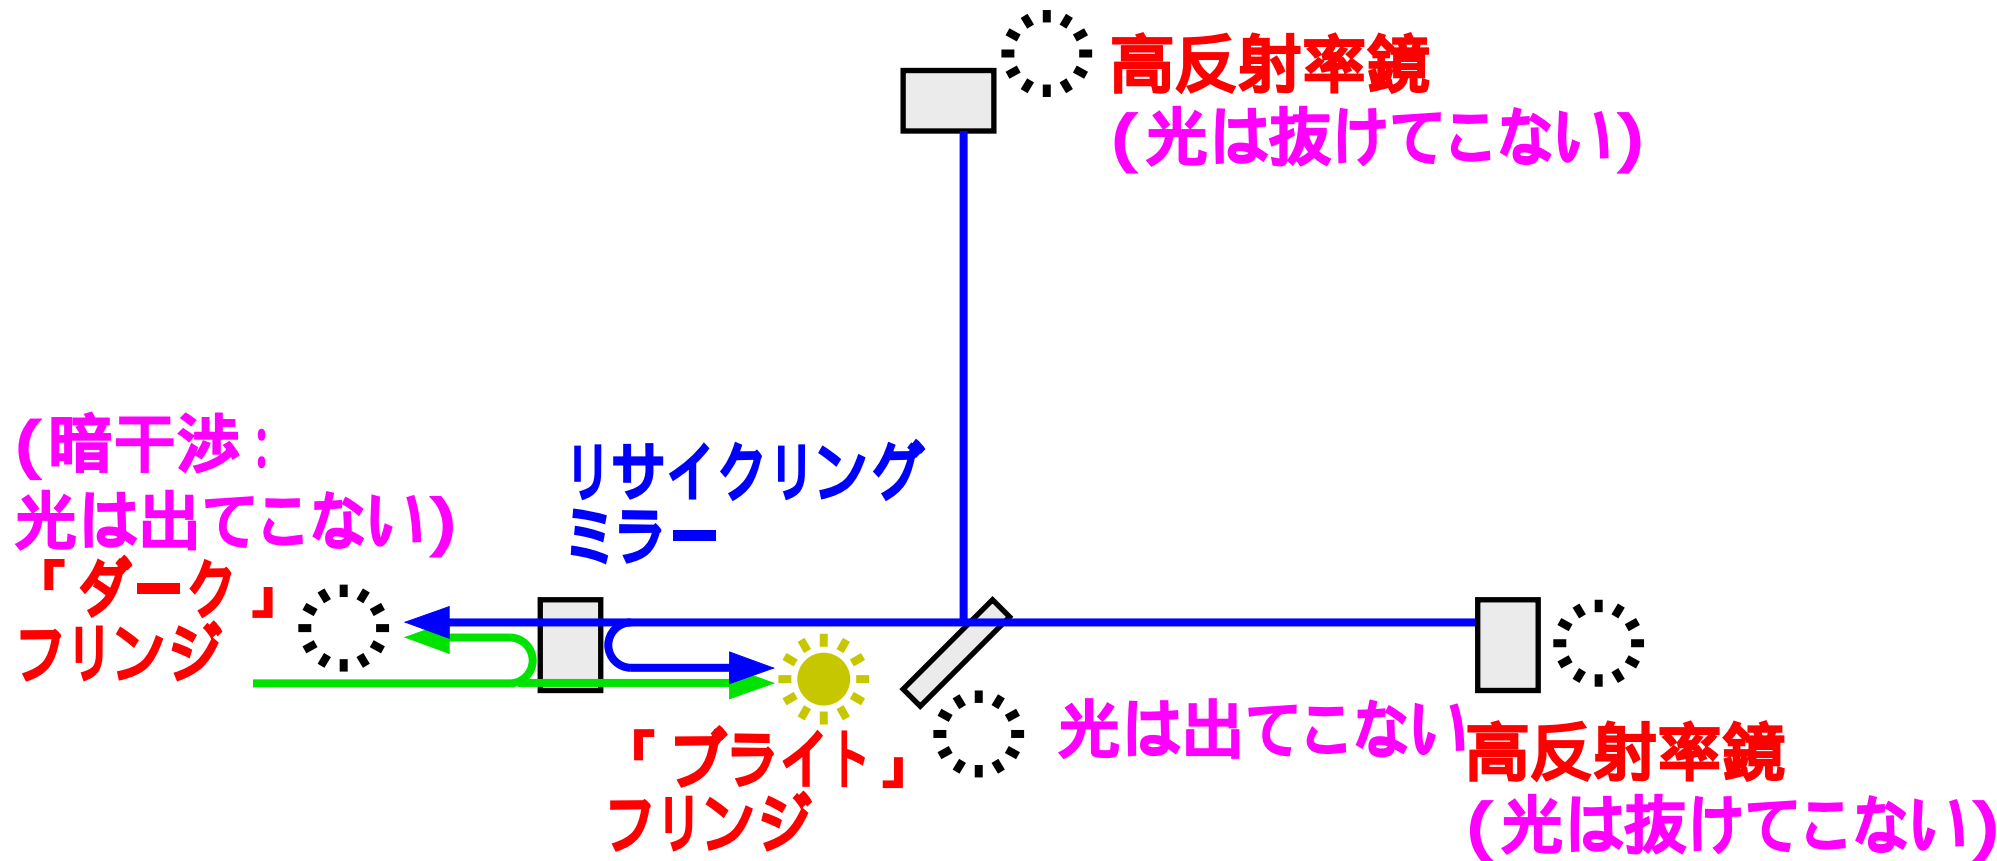 高反射率鏡
(光は抜けてこない)
(暗干渉:
光は出てこない)
「ダーク」
フリンジ
リサイクリング
ミラー
「ブライト」
フリンジ
光は出てこない
高反射率鏡
(光は抜けてこない)